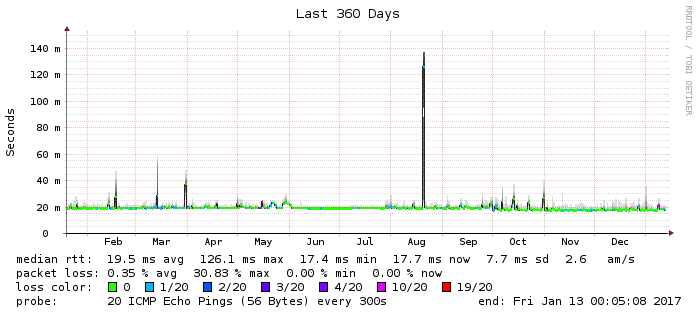 Last 360 Days
RRDTOOL / TOBI OETIKER
Seconds
140 m
120 m
100 m
80 m
60 m
40 m
20 m
0
Feb Mar Apr May Jun Jul Aug Sep Oct Nov Dec
median rtt: 19.5 ms avg 126.1 ms max 17.4 ms min 17.7 ms now 7.7 ms sd 2.6 am/s
packet loss: 0.35 % avg 30.83 % max 0.00 % min 0.00 % now
loss color: 0 1/20 2/20 3/20 4/20 10/20 19/20
probe: 20 ICMP Echo Pings (56 Bytes) every 300s end: Fri Jan 13 00:05:08 2017